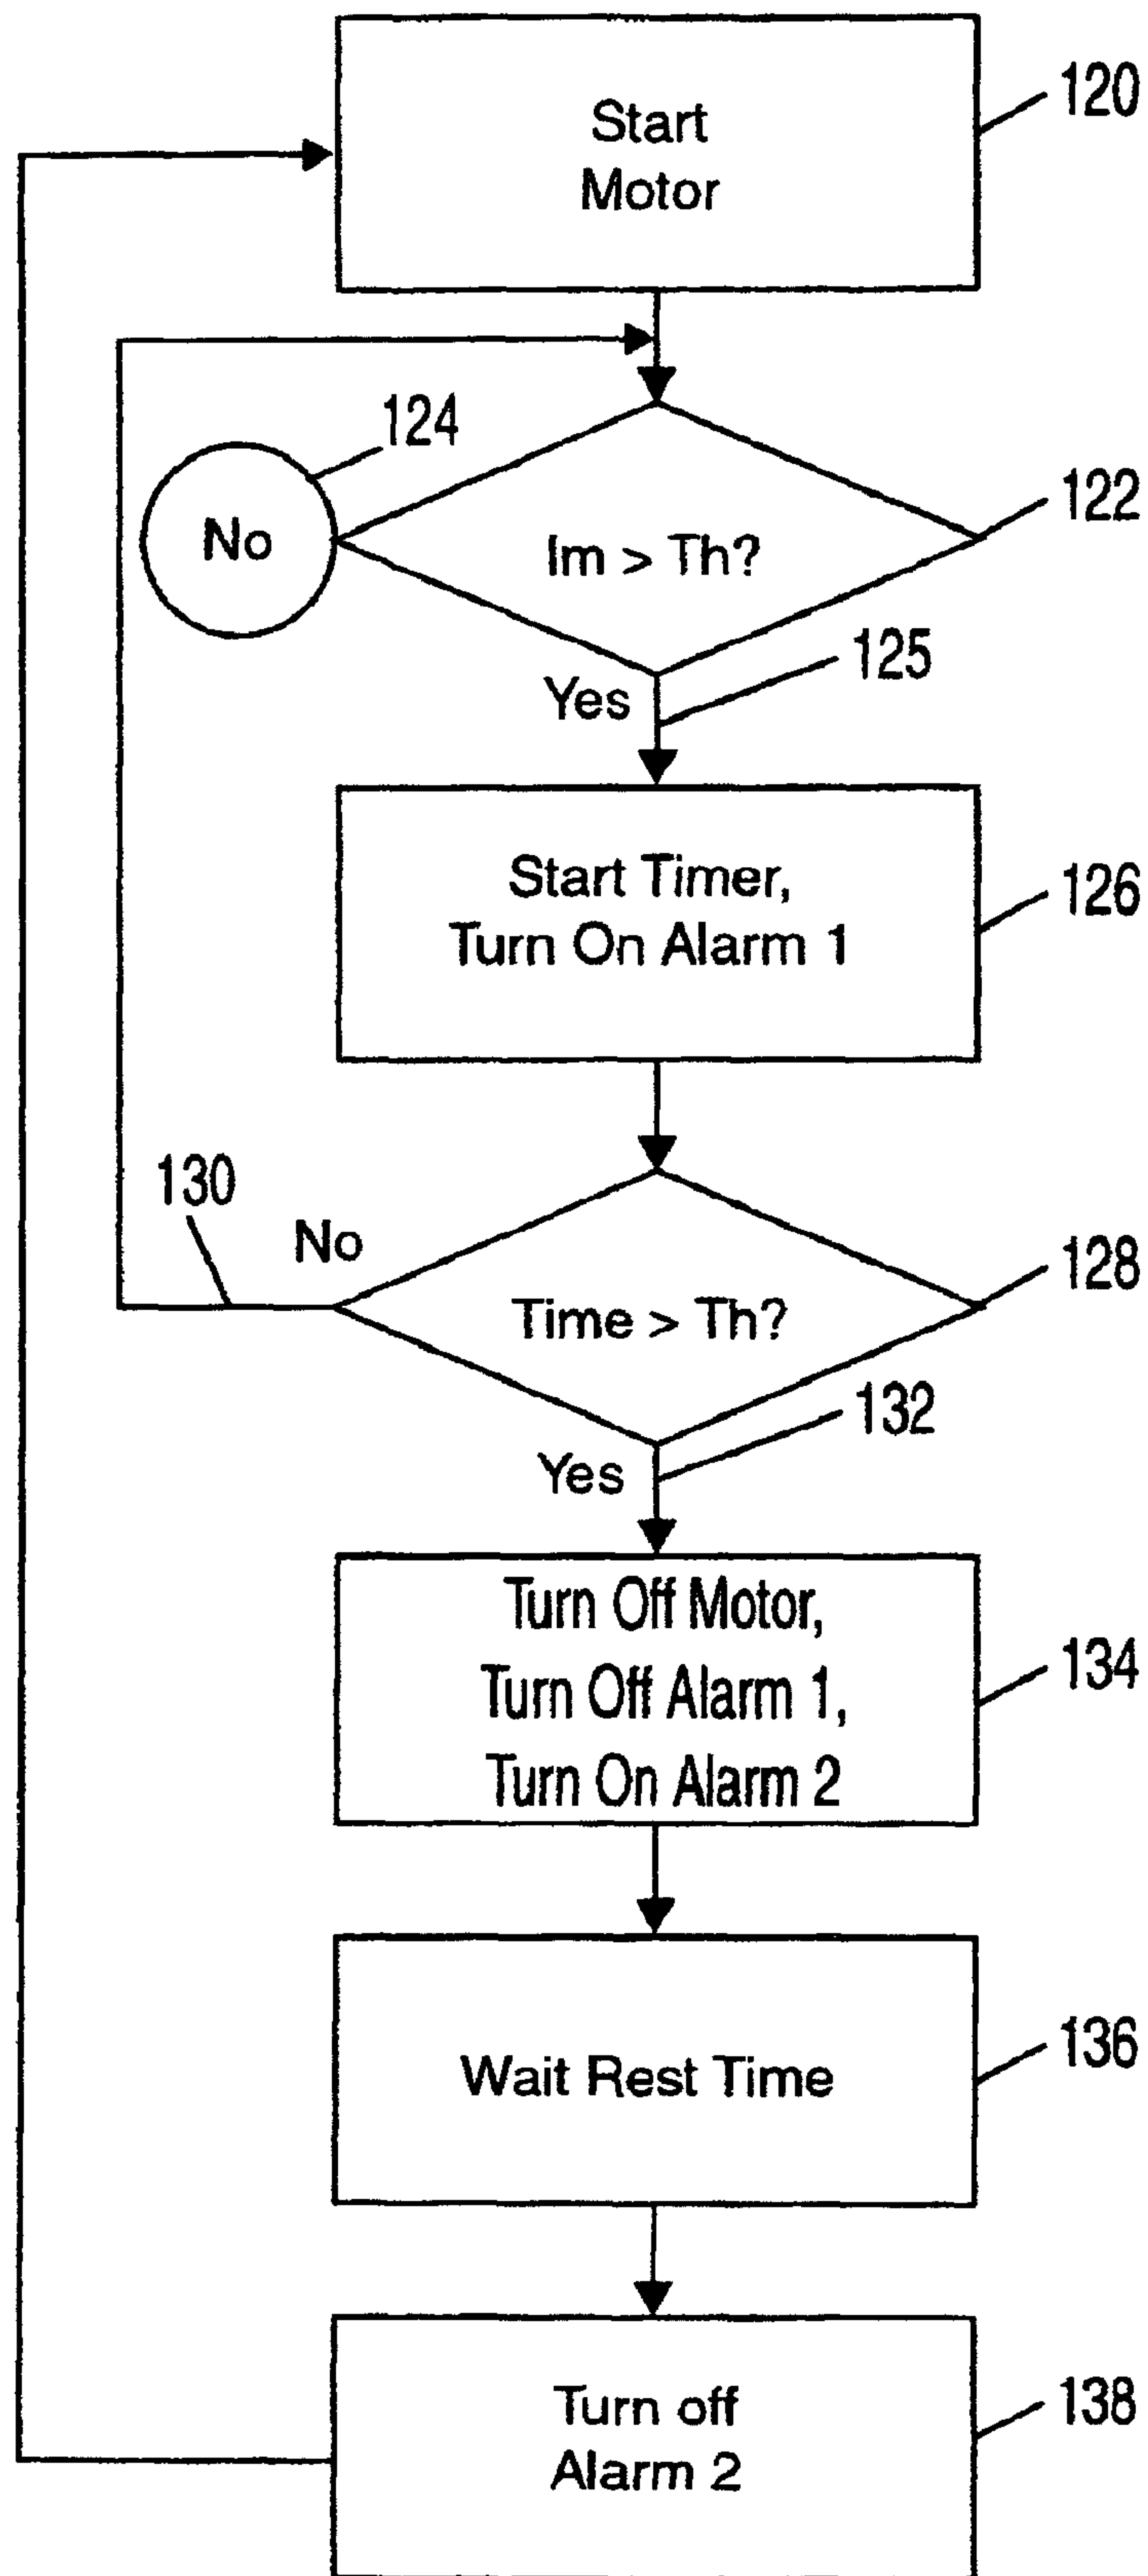 Start
Motor
120
124
No
Im > Th?
122
125
Yes
Start Timer,
Turn On Alarm 1
126
130
No
Time > Th?
128
132
Yes
Turn Off Motor,
Turn Off Alarm 1,
Turn On Alarm 2
134
Wait Rest Time
136
Turn off
Alarm 2
138